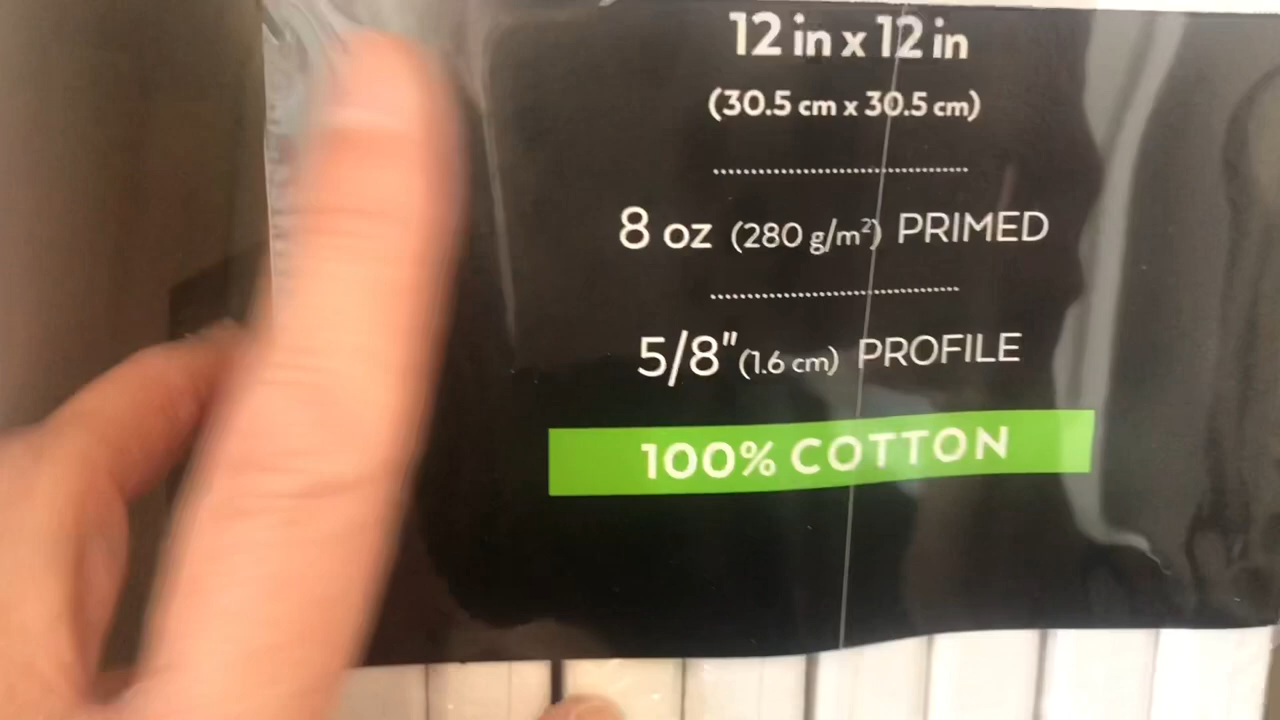 12 in x 12 in
(30.5 cm x 30.5 cm)
8 oz (280 g/m²) PRIMED
5/8" (1.6 cm) PROFILE
100% COTTON